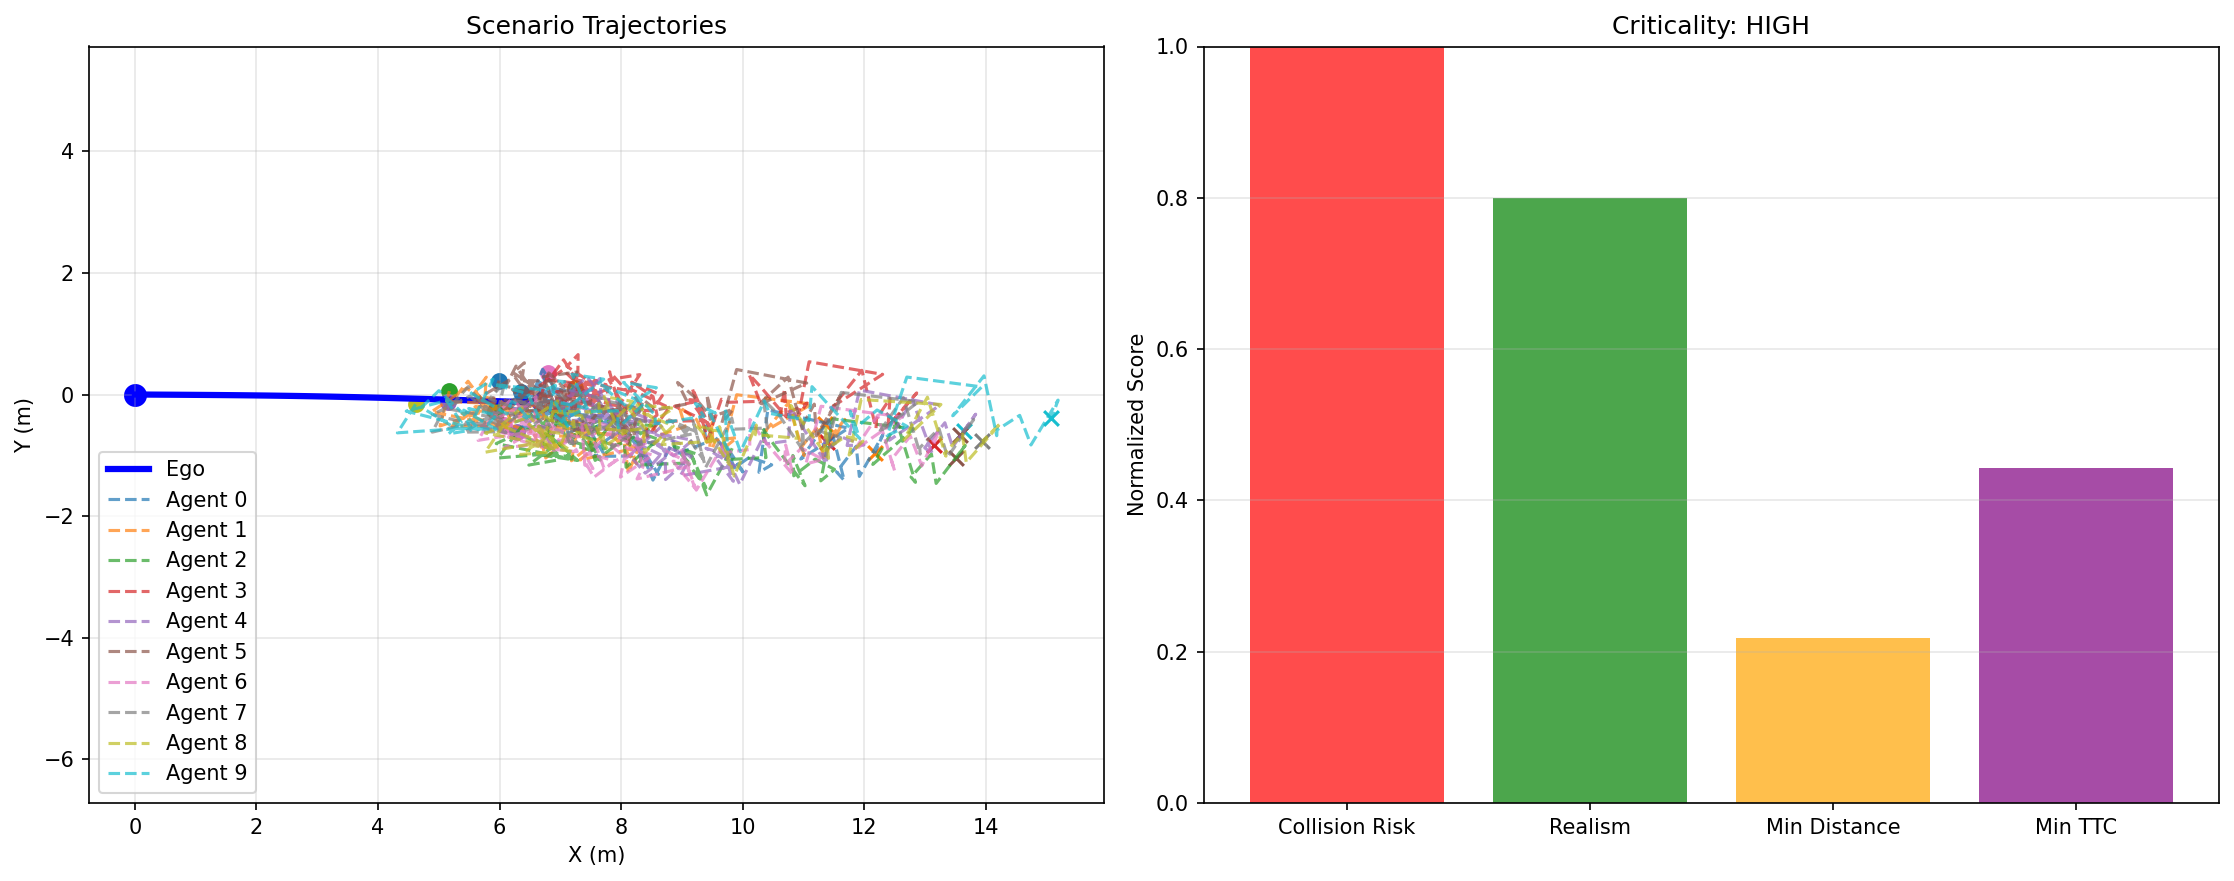 Scenario Trajectories
Y (m)
4
2
0
−2
−4
−6
Ego
Agent 0
Agent 1
Agent 2
Agent 3
Agent 4
Agent 5
Agent 6
Agent 7
Agent 8
Agent 9
0 2 4 6 8 10 12 14
X (m)
Criticality: HIGH
Normalized Score
1.0
0.8
0.6
0.4
0.2
0.0
Collision Risk Realism Min Distance Min TTC